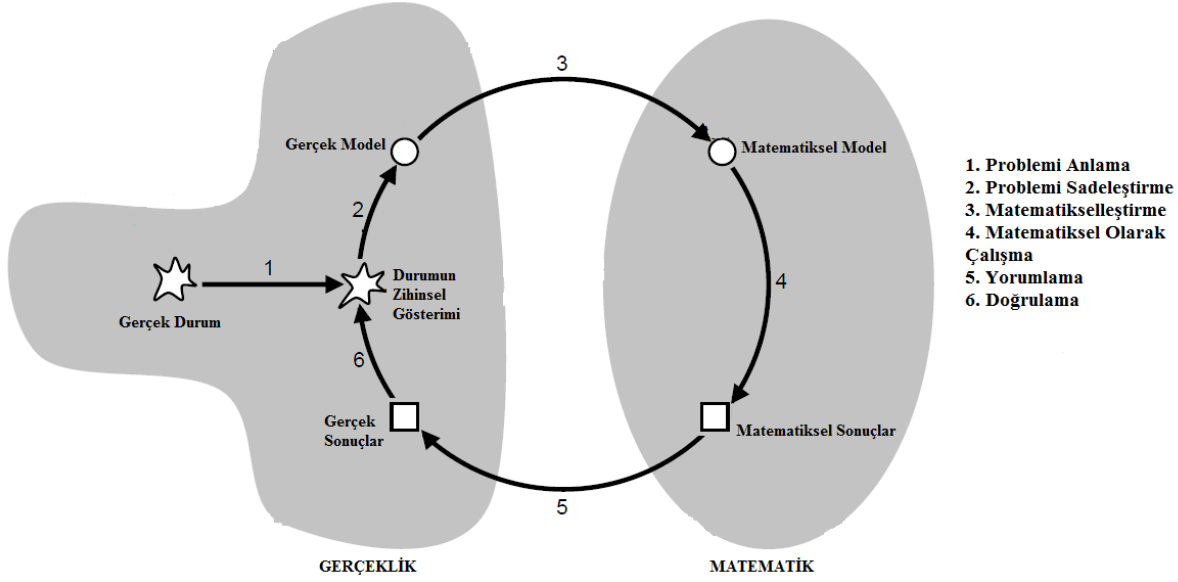 3
Gerçek Model
Matematiksel Model
2
1
Durumun
Zihinsel
Gösterimi
4
Gerçek Durum
6
Gerçek
Sonuçlar
Matematiksel Sonuçlar
5
GERÇEKLİK
MATEMATİK
1. Problemi Anlama
2. Problemi Sadeleştirme
3. Matematikselleştirme
4. Matematiksel Olarak
Çalışma
5. Yorumlama
6. Doğrulama